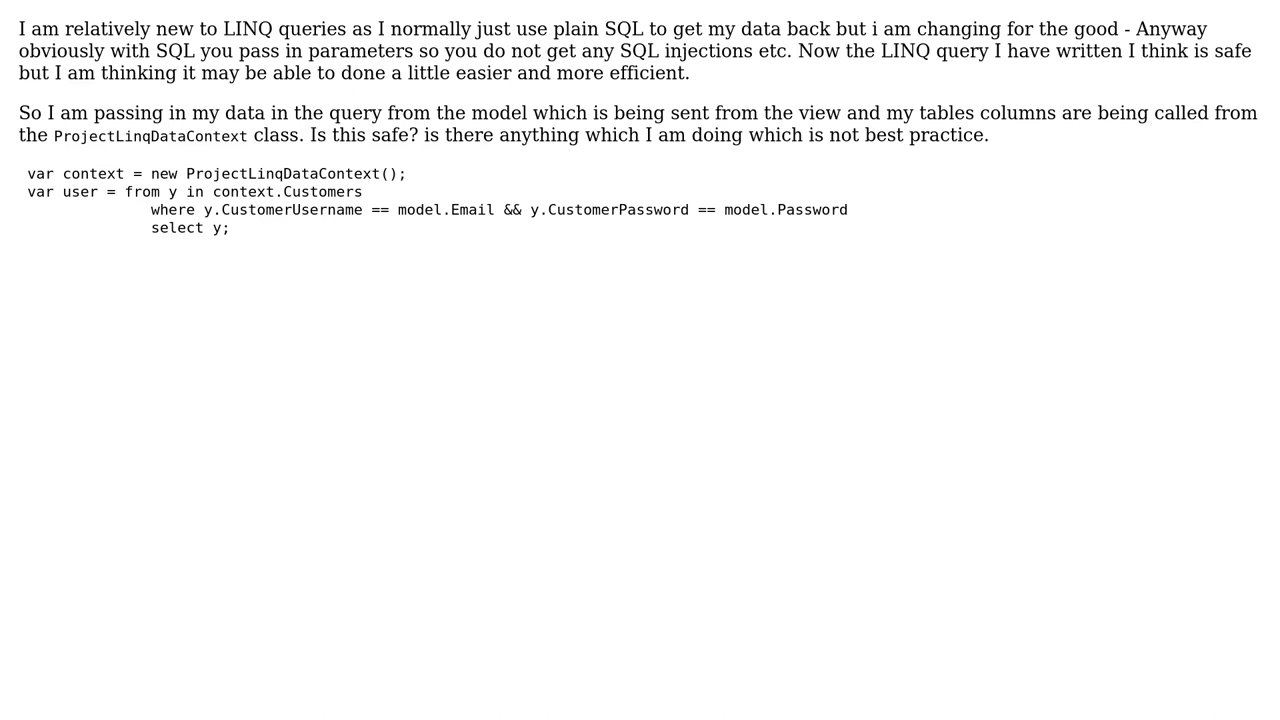 I am relatively new to LINQ queries as I normally just use plain SQL to get my data back but i am changing for the good - Anyway
obviously with SQL you pass in parameters so you do not get any SQL injections etc. Now the LINQ query I have written I think is safe
but I am thinking it may be able to done a little easier and more efficient.
So I am passing in my data in the query from the model which is being sent from the view and my tables columns are being called from
the ProjectLinqDataContext class. Is this safe? is there anything which I am doing which is not best practice.
var context = new ProjectLinqDataContext();
var user = from y in context.Customers
where y.CustomerUsername == model.Email && y.CustomerPassword == model.Password
select y;